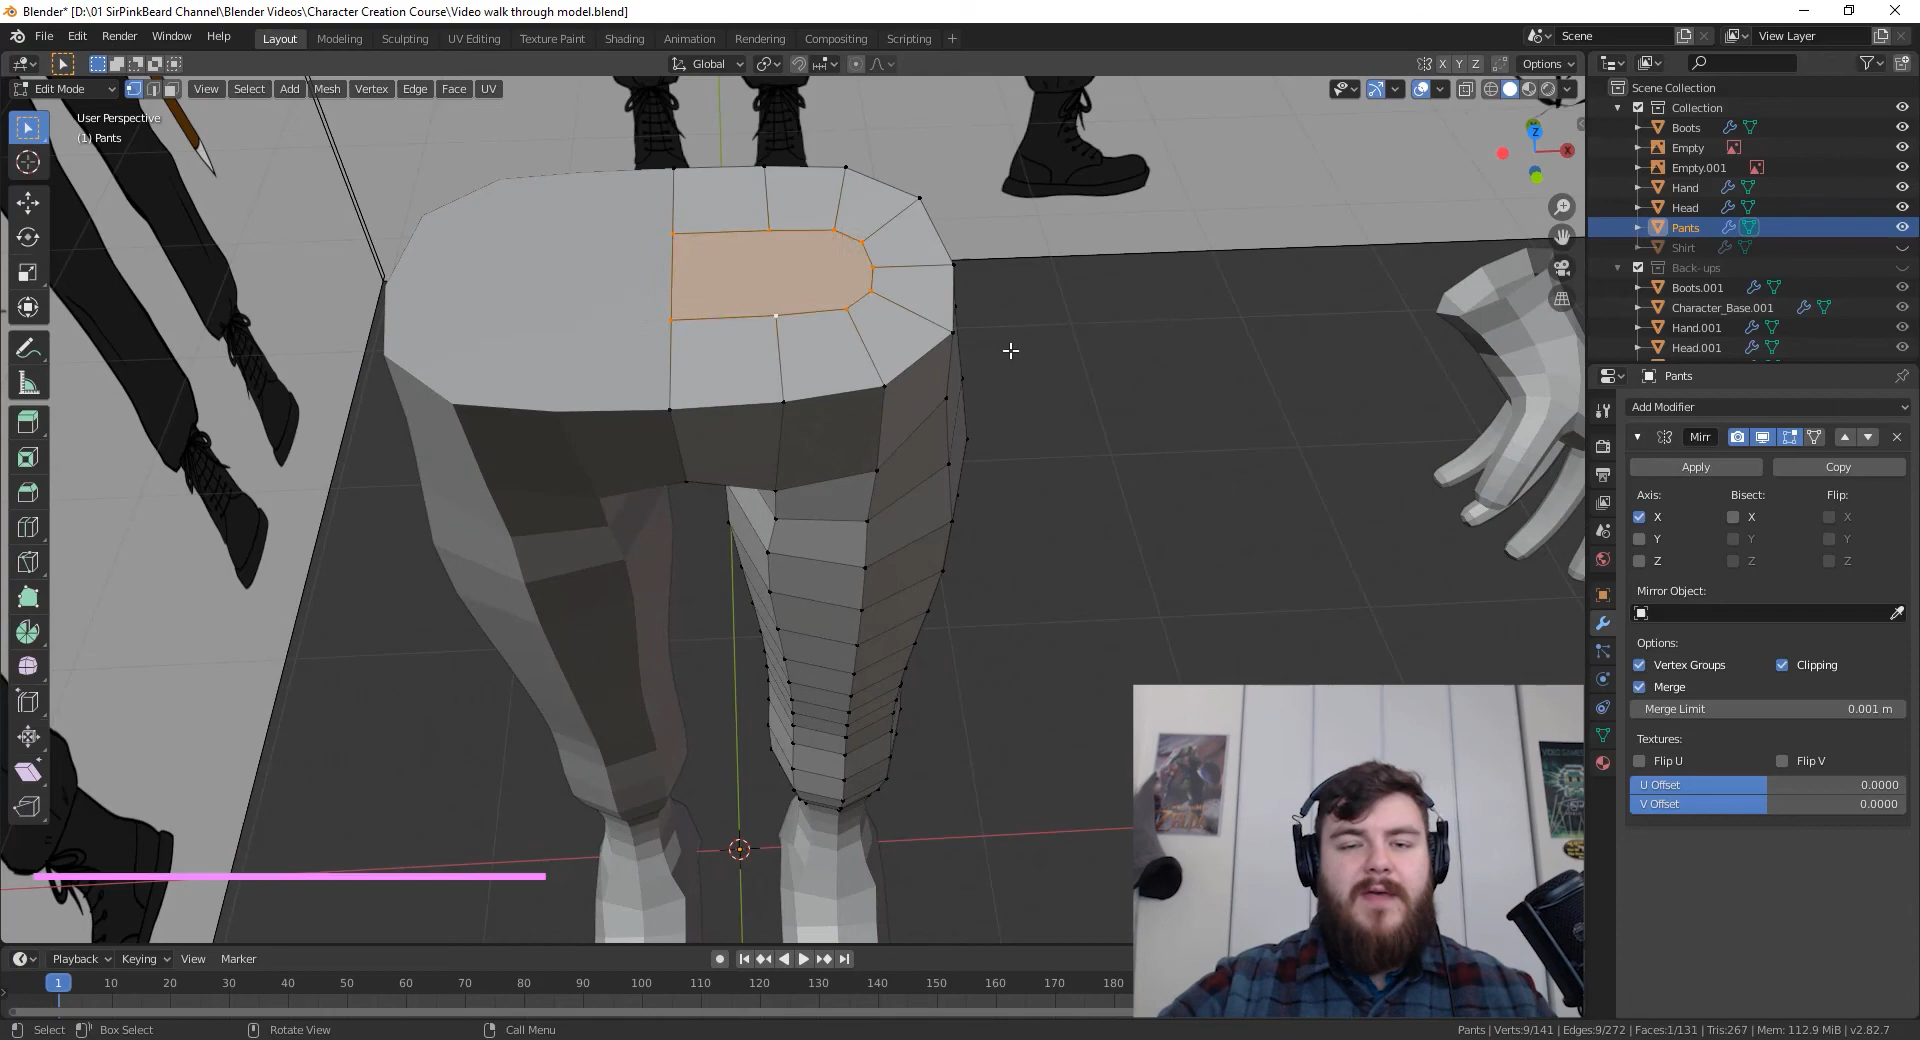 Blender* [D:\01 SirPinkBeard Channel\Blender Videos\Character Creation Course\Video walk through model.blend]
File Edit Render Window Help Layout Modeling Sculpting UV Editing Texture Paint Shading Animation Rendering Compositing Scripting + Scene View Layer
Global X Y Z Options
Edit Mode View Select Add Mesh Vertex Edge Face UV
User Perspective
(1) Pants
Z
X
Scene Collection
Collection
Boots
Empty
Empty.001
Hand
Head
Pants
Shirt
Back- ups
Boots.001
Character_Base.001
Hand.001
Head.001
Pants
Add Modifier
Mirr
Apply Copy
Axis: Bisect: Flip:
X X X
Y Y Y
Z Z Z
Mirror Object:
Options:
Vertex Groups Clipping
Merge
Merge Limit 0.001 m
Textures:
Flip U Flip V
U Offset 0.0000
V Offset 0.0000
Playback Keying View Marker
1 10 20 30 40 50 60 70 80 90 100 110 120 130 140 150 160 170 180
Select Box Select Rotate View Call Menu
Pants | Verts:9/141 | Edges:9/272 | Faces:1/131 | Tris:267 | Mem: 112.9 MiB | v2.82.7